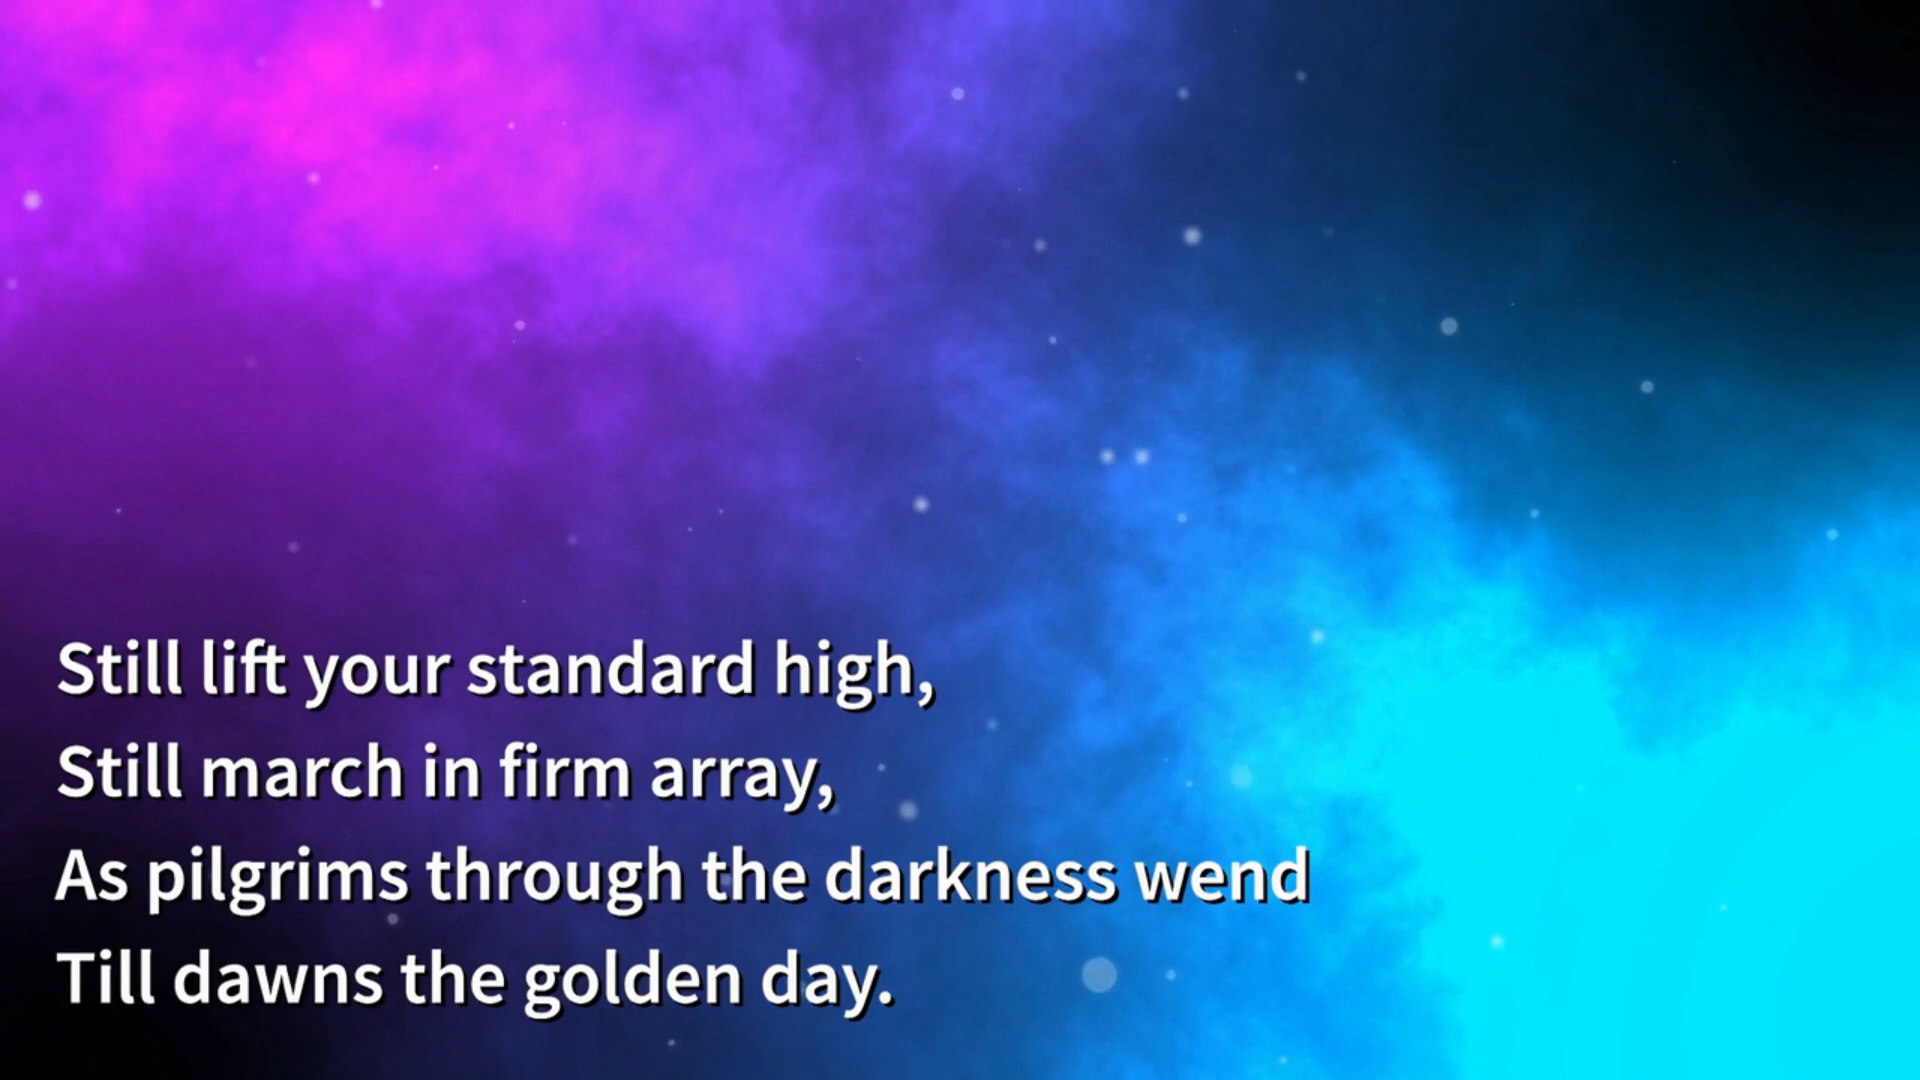 Still lift your standard high,
Still march in firm array,
As pilgrims through the darkness wend
Till dawns the golden day.